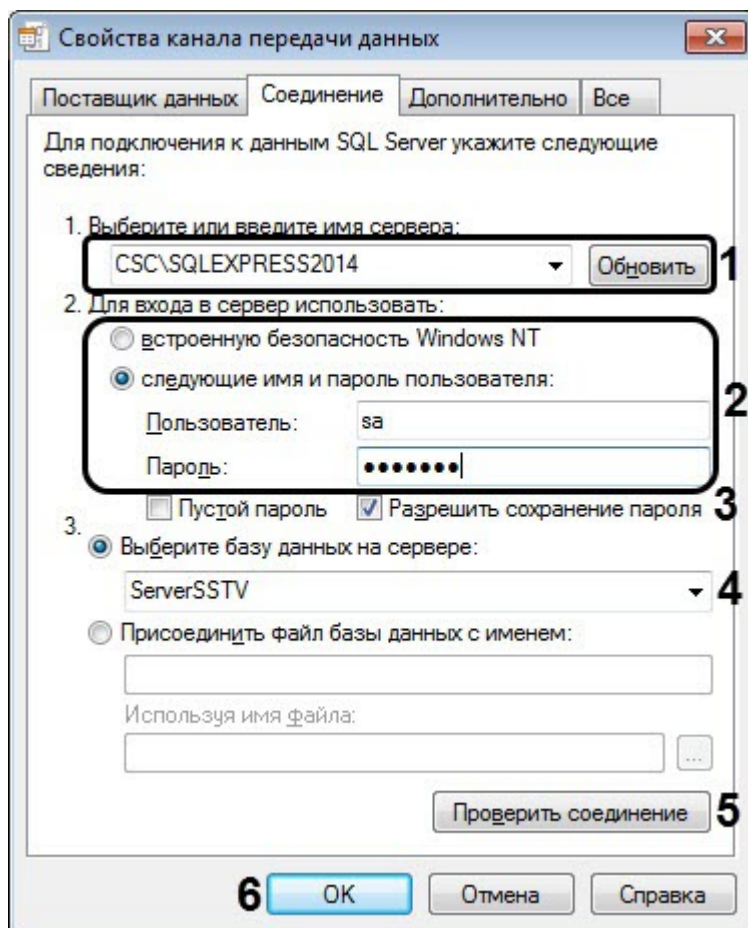 Свойства канала передачи данных
Поставщик данных Соединение Дополнительно Все
Для подключения к данным SQL Server укажите следующие
сведения:
1. Выберите или введите имя сервера:
CSC\SQLEXPRESS2014 Обновить 1
2. Для входа в сервер использовать:
встроенную безопасность Windows NT
следующие имя и пароль пользователя:
2
Пользователь: sa
Пароль: •••••••
Пустой пароль Разрешить сохранение пароля 3
3.
Выберите базу данных на сервере:
ServerSSTV 4
Присоединить файл базы данных с именем:
Используя имя файла:
...
Проверить соединение 5
6 OK Отмена Справка